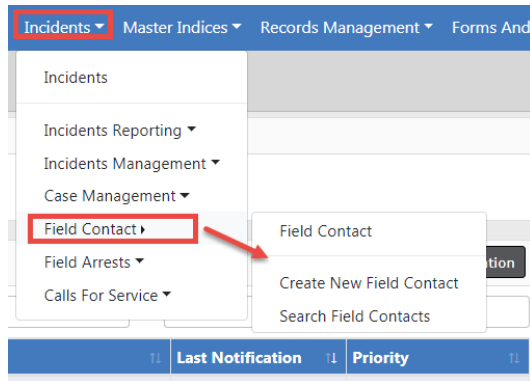 Incidents Master Indices Records Management Forms And
Incidents
Incidents Reporting
Incidents Management
Case Management
Field Contact
Field Arrests
Calls For Service
Field Contact
Create New Field Contact
Search Field Contacts
tion
Last Notification Priority